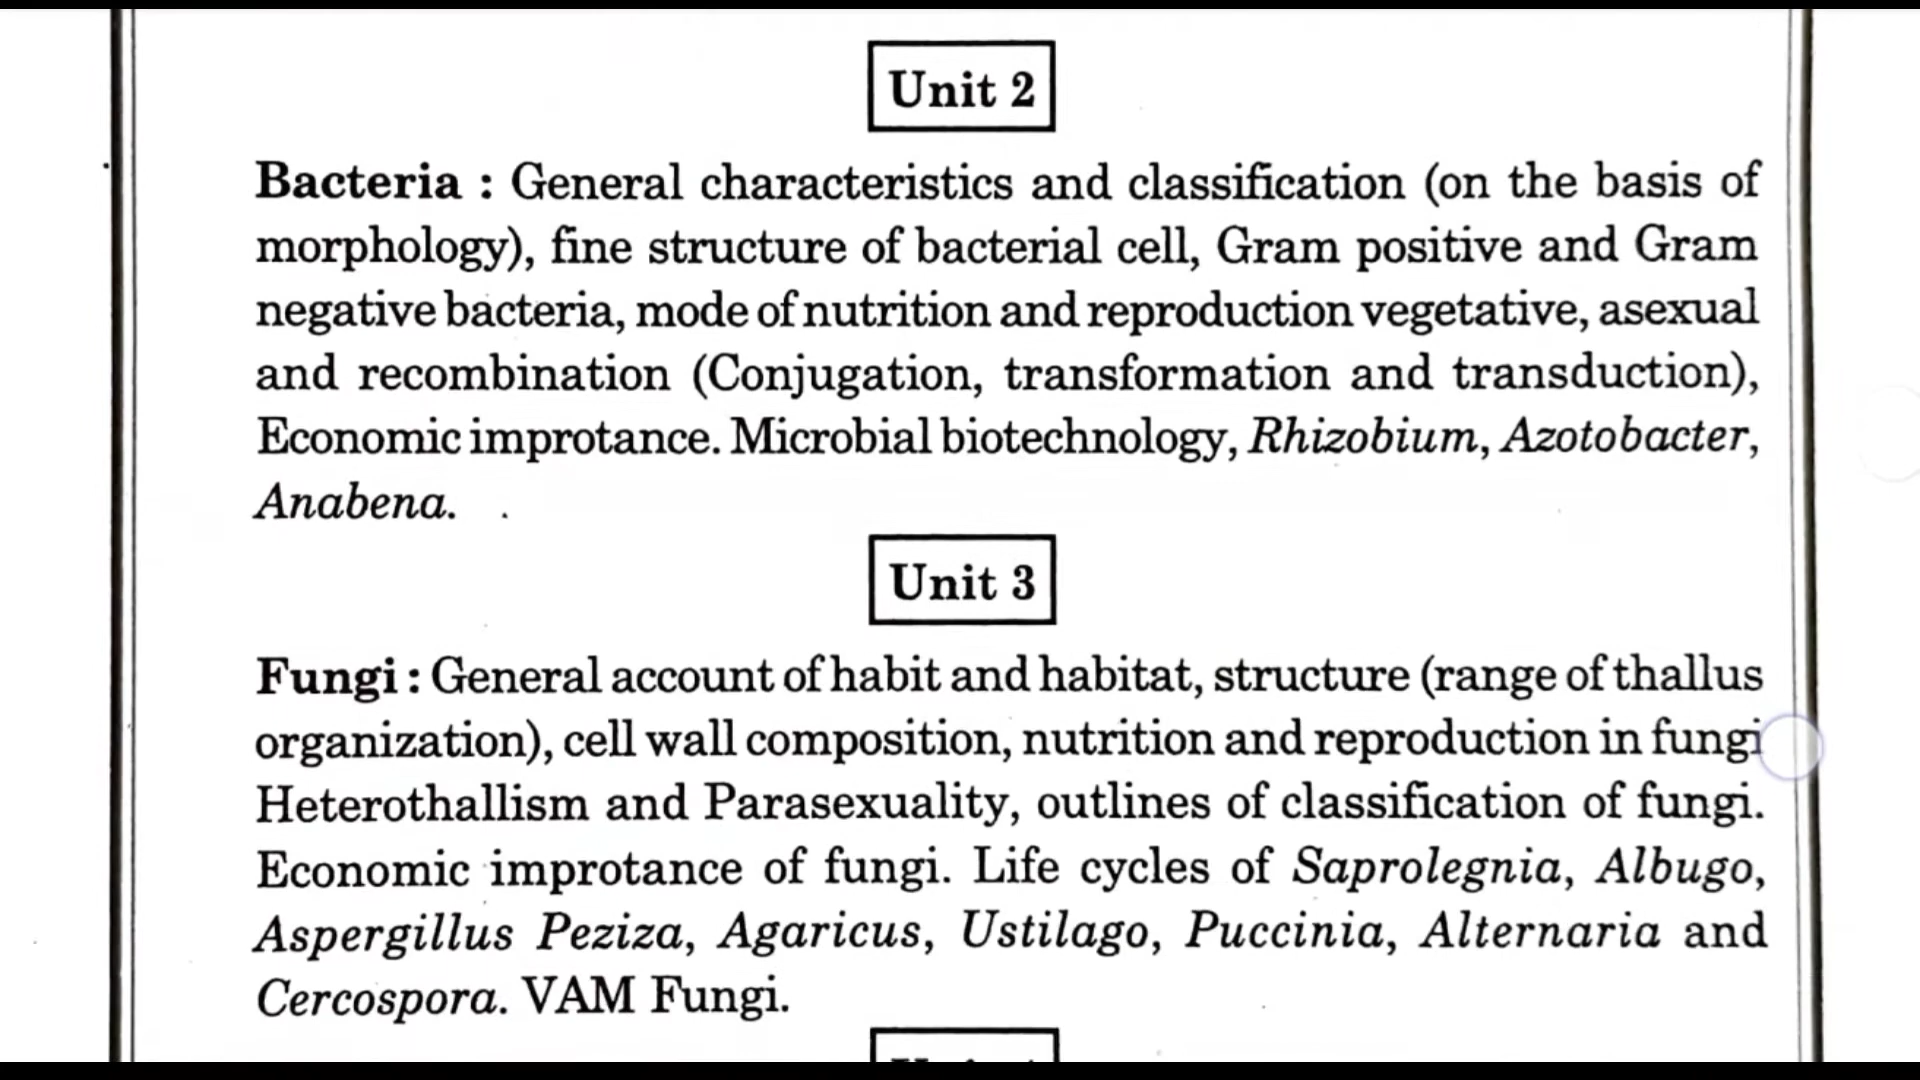 Unit 2
Bacteria : General characteristics and classification (on the basis of
morphology), fine structure of bacterial cell, Gram positive and Gram
negative bacteria, mode of nutrition and reproduction vegetative, asexual
and recombination (Conjugation, transformation and transduction),
Economic improtance. Microbial biotechnology, Rhizobium, Azotobacter,
Anabena.
Unit 3
Fungi : General account of habit and habitat, structure (range of thallus
organization), cell wall composition, nutrition and reproduction in fungi
Heterothallism and Parasexuality, outlines of classification of fungi.
Economic improtance of fungi. Life cycles of Saprolegnia, Albugo,
Aspergillus Peziza, Agaricus, Ustilago, Puccinia, Alternaria and
Cercospora. VAM Fungi.